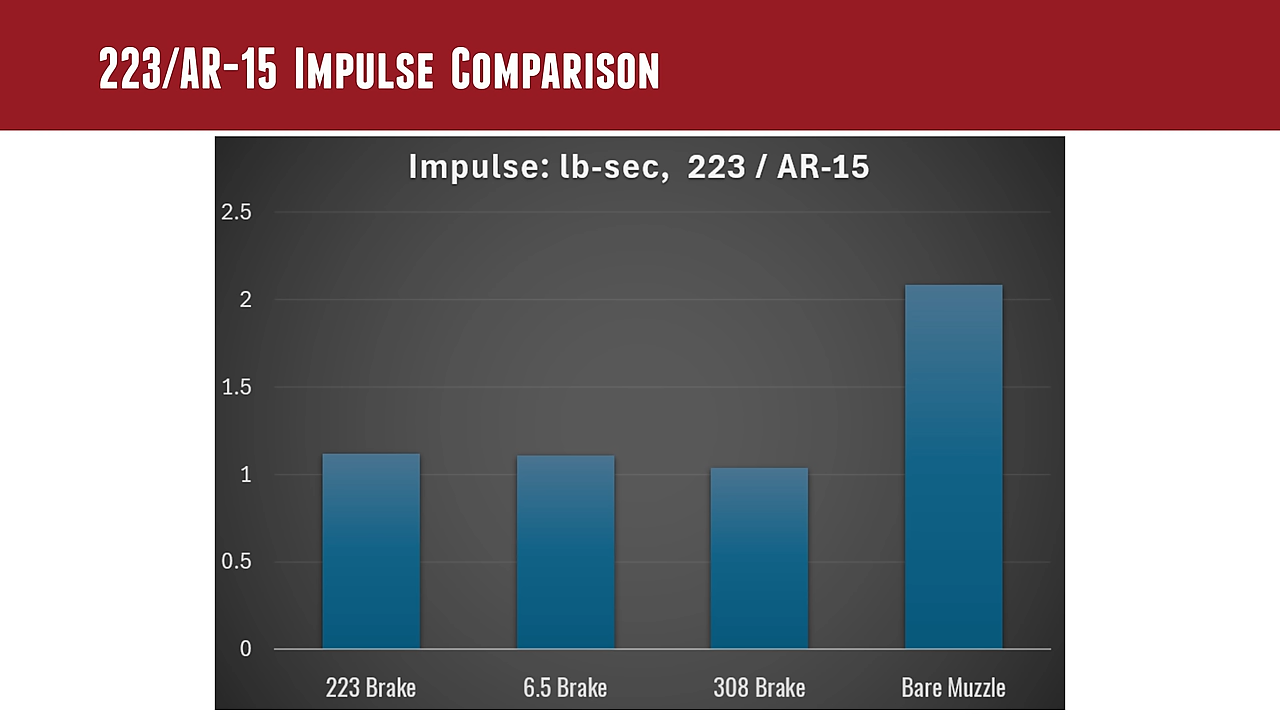 223/AR-15 Impulse Comparison
Impulse: lb-sec, 223 / AR-15
2.5
2
1.5
1
0.5
0
223 Brake
6.5 Brake
308 Brake
Bare Muzzle